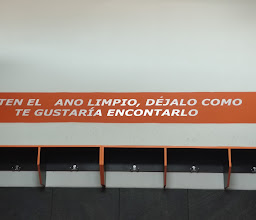 TEN EL ANO LIMPIO, DÉJALO COMO
TE GUSTARÍA ENCONTARLO